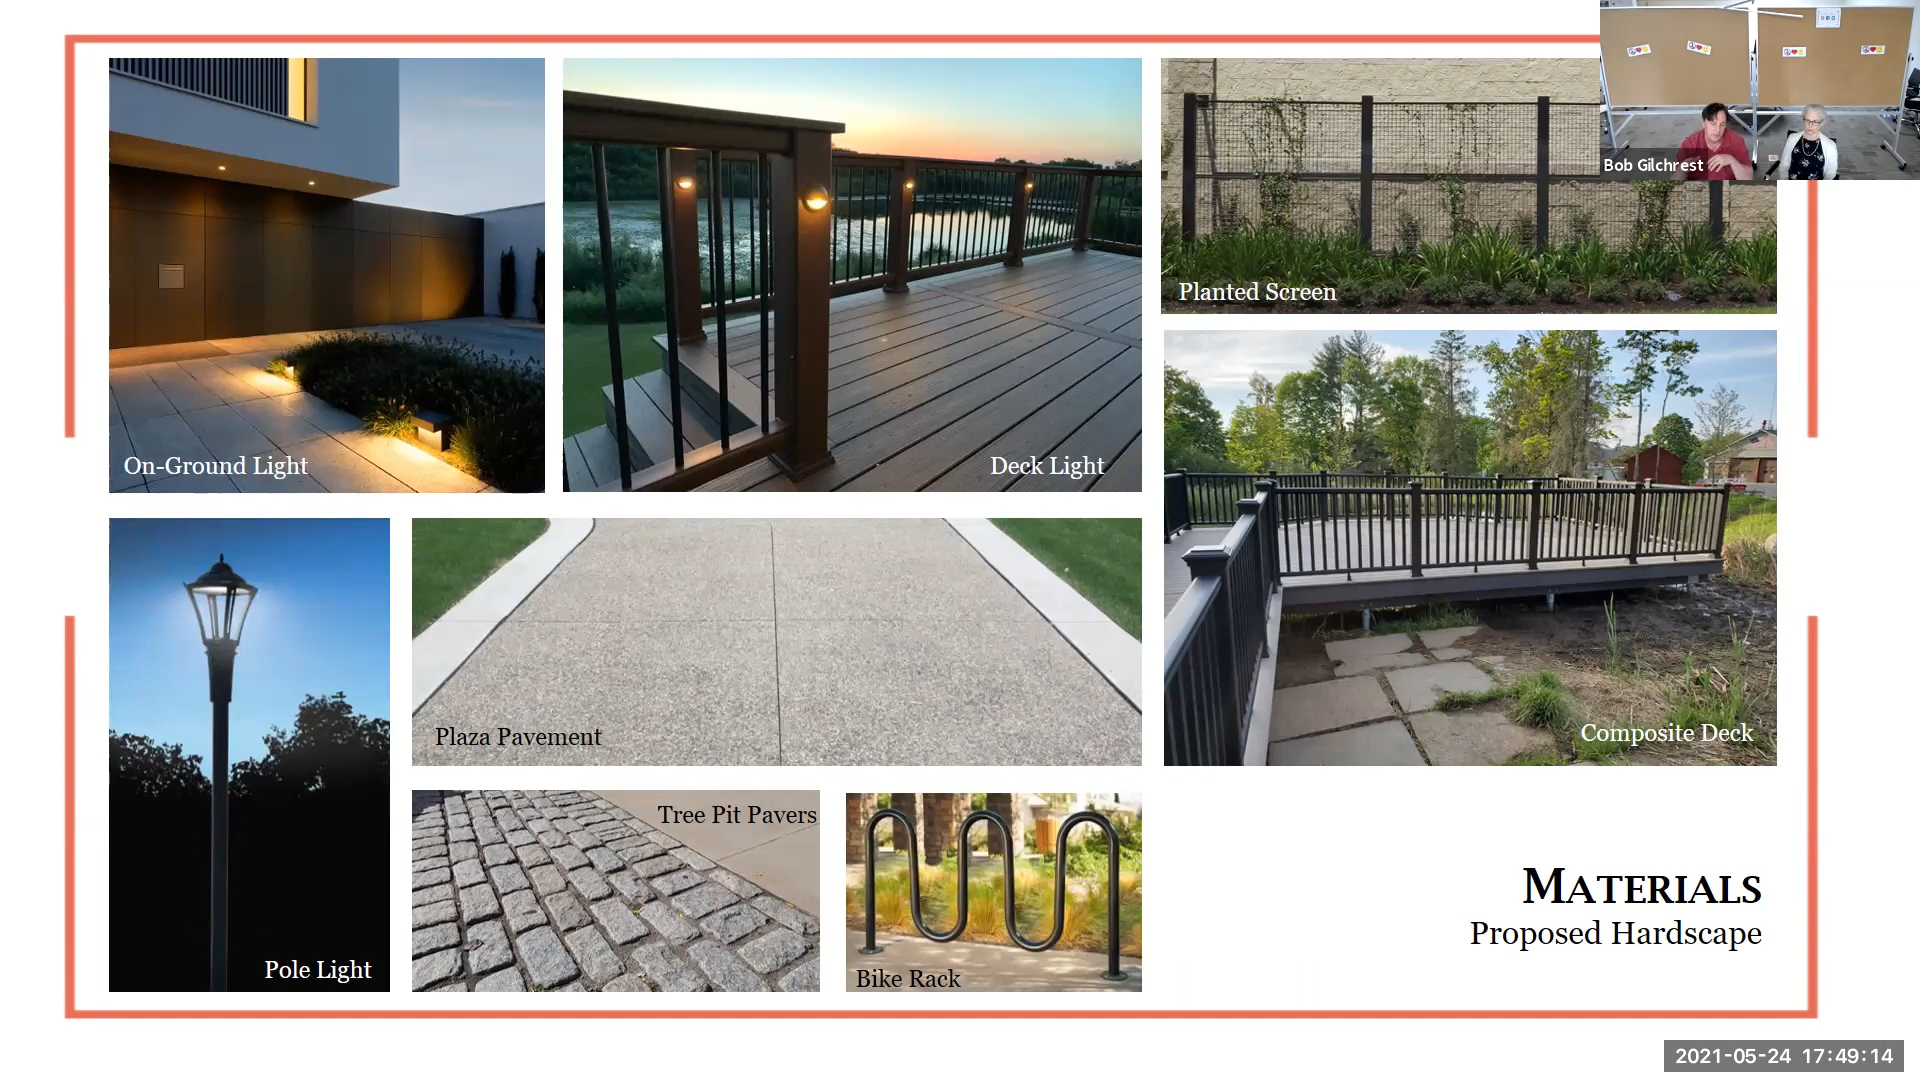 Bob Gilchrest
On-Ground Light
Deck Light
Planted Screen
Composite Deck
Pole Light
Plaza Pavement
Tree Pit Pavers
Bike Rack
MATERIALS
Proposed Hardscape
2021-05-24 17:49:14